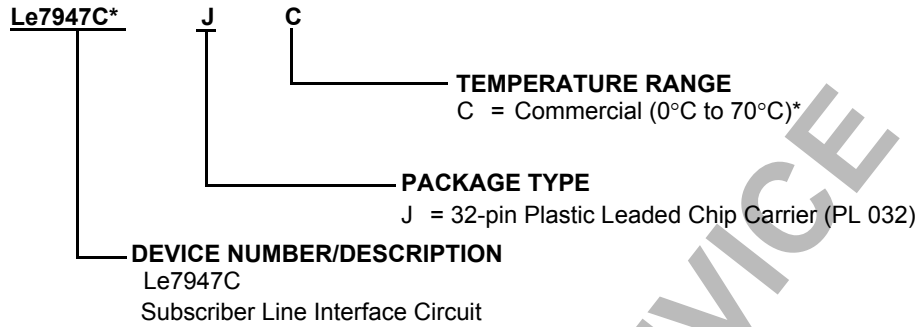 Le7947C* J C
TEMPERATURE RANGE
C = Commercial (0°C to 70°C)*
PACKAGE TYPE
J = 32-pin Plastic Leaded Chip Carrier (PL 032)
DEVICE NUMBER/DESCRIPTION
Le7947C
Subscriber Line Interface Circuit